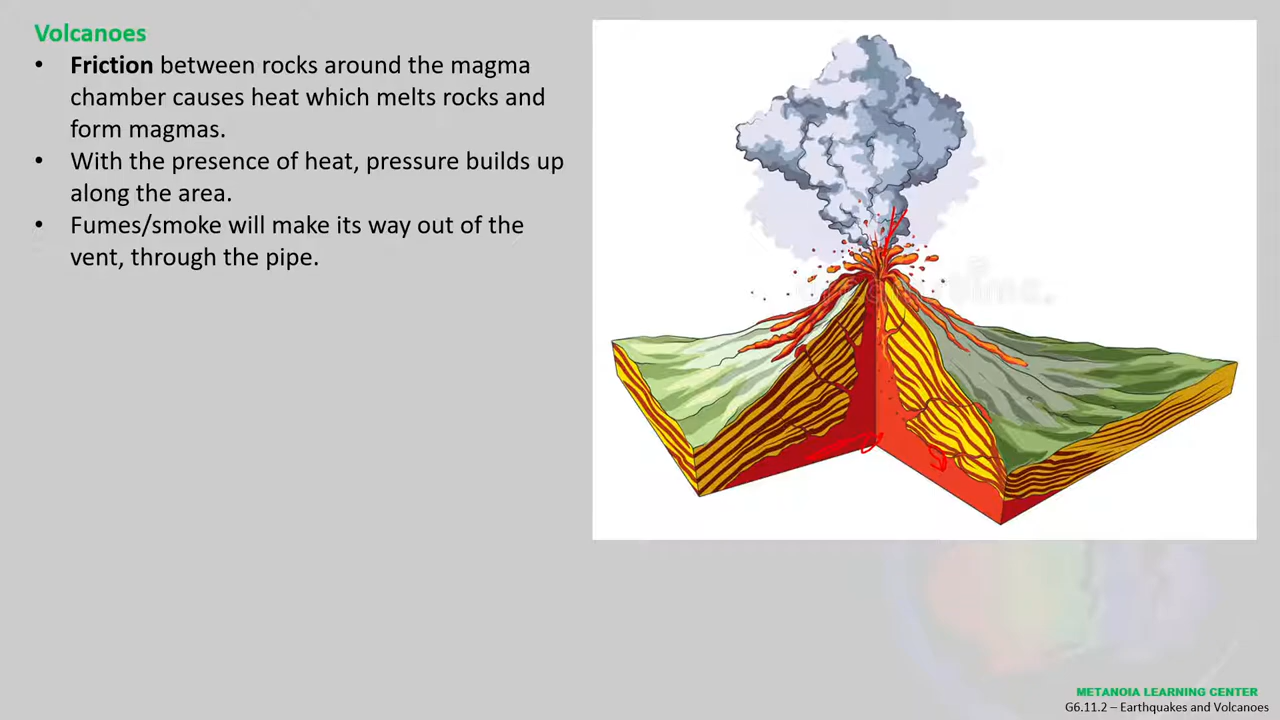 Volcanoes
• Friction between rocks around the magma
chamber causes heat which melts rocks and
form magmas.
• With the presence of heat, pressure builds up
along the area.
• Fumes/smoke will make its way out of the
vent, through the pipe.
METANOIA LEARNING CENTER
G6.11.2 – Earthquakes and Volcanoes